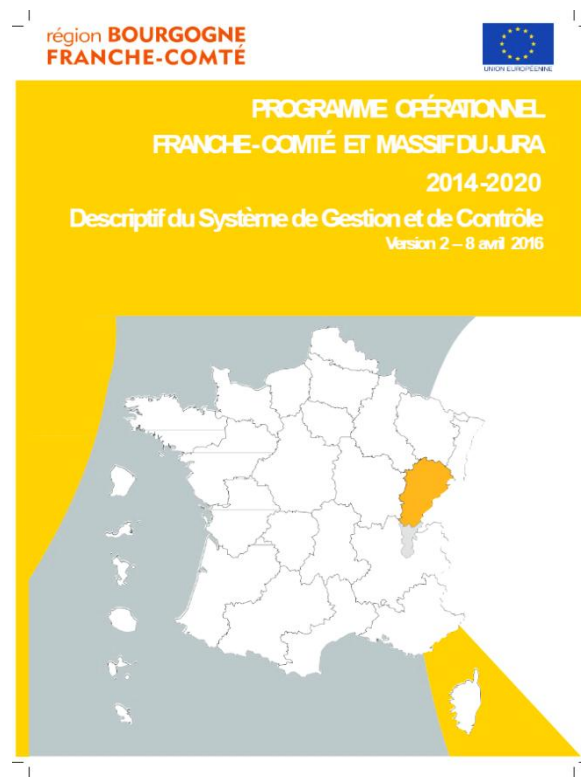 région BOURGOGNE
FRANCHE-COMTÉ
UNION EUROPÉENNE
PROGRAMME OPÉRATIONNEL
FRANCHE-COMTÉ ET MASSIF DU JURA
2014-2020
Descriptif du Système de Gestion et de Contrôle
Version 2 – 8 avril 2016